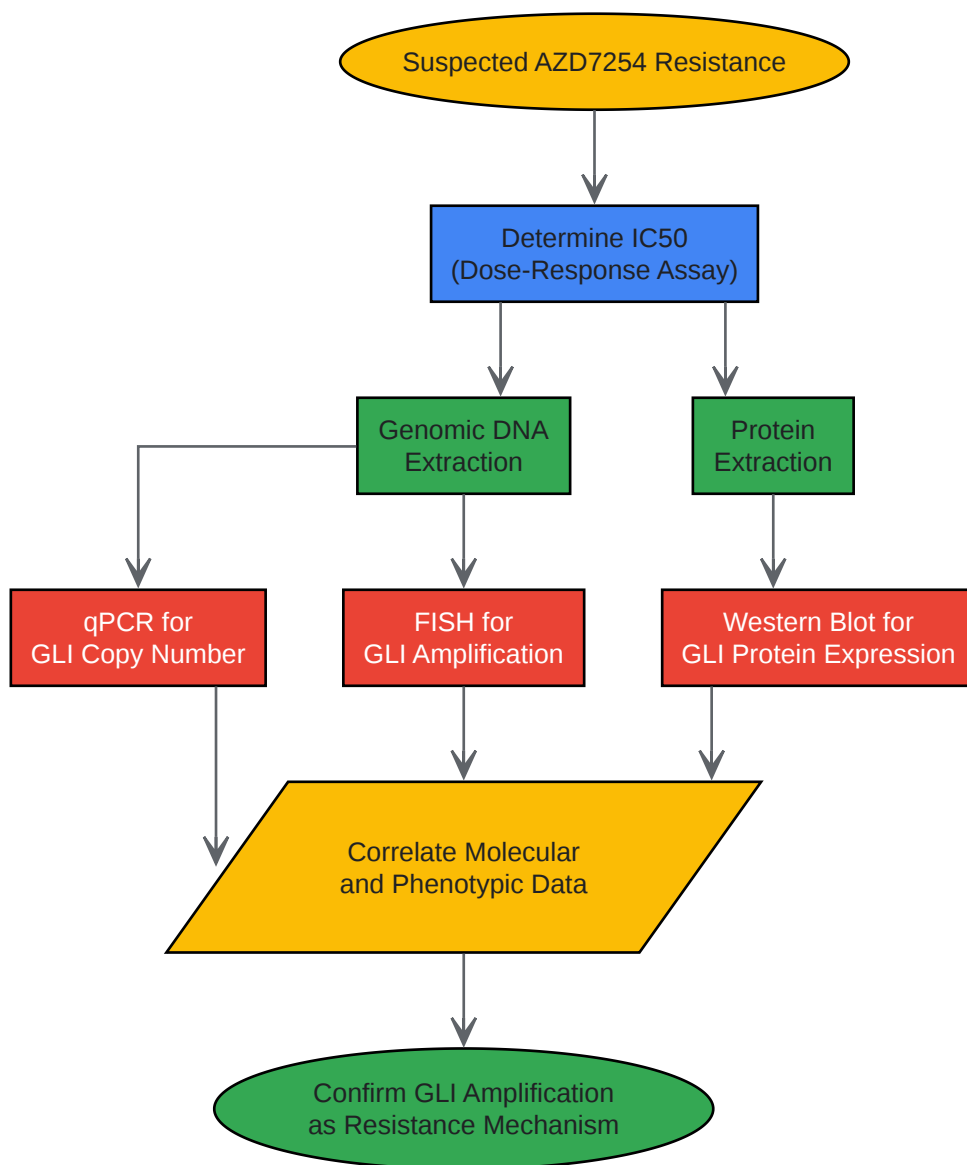 Suspected AZD7254 Resistance
Determine IC50
(Dose-Response Assay)
Genomic DNA
Extraction
Protein
Extraction
qPCR for
GLI Copy Number
FISH for
GLI Amplification
Western Blot for
GLI Protein Expression
Correlate Molecular
and Phenotypic Data
Confirm GLI Amplification
as Resistance Mechanism